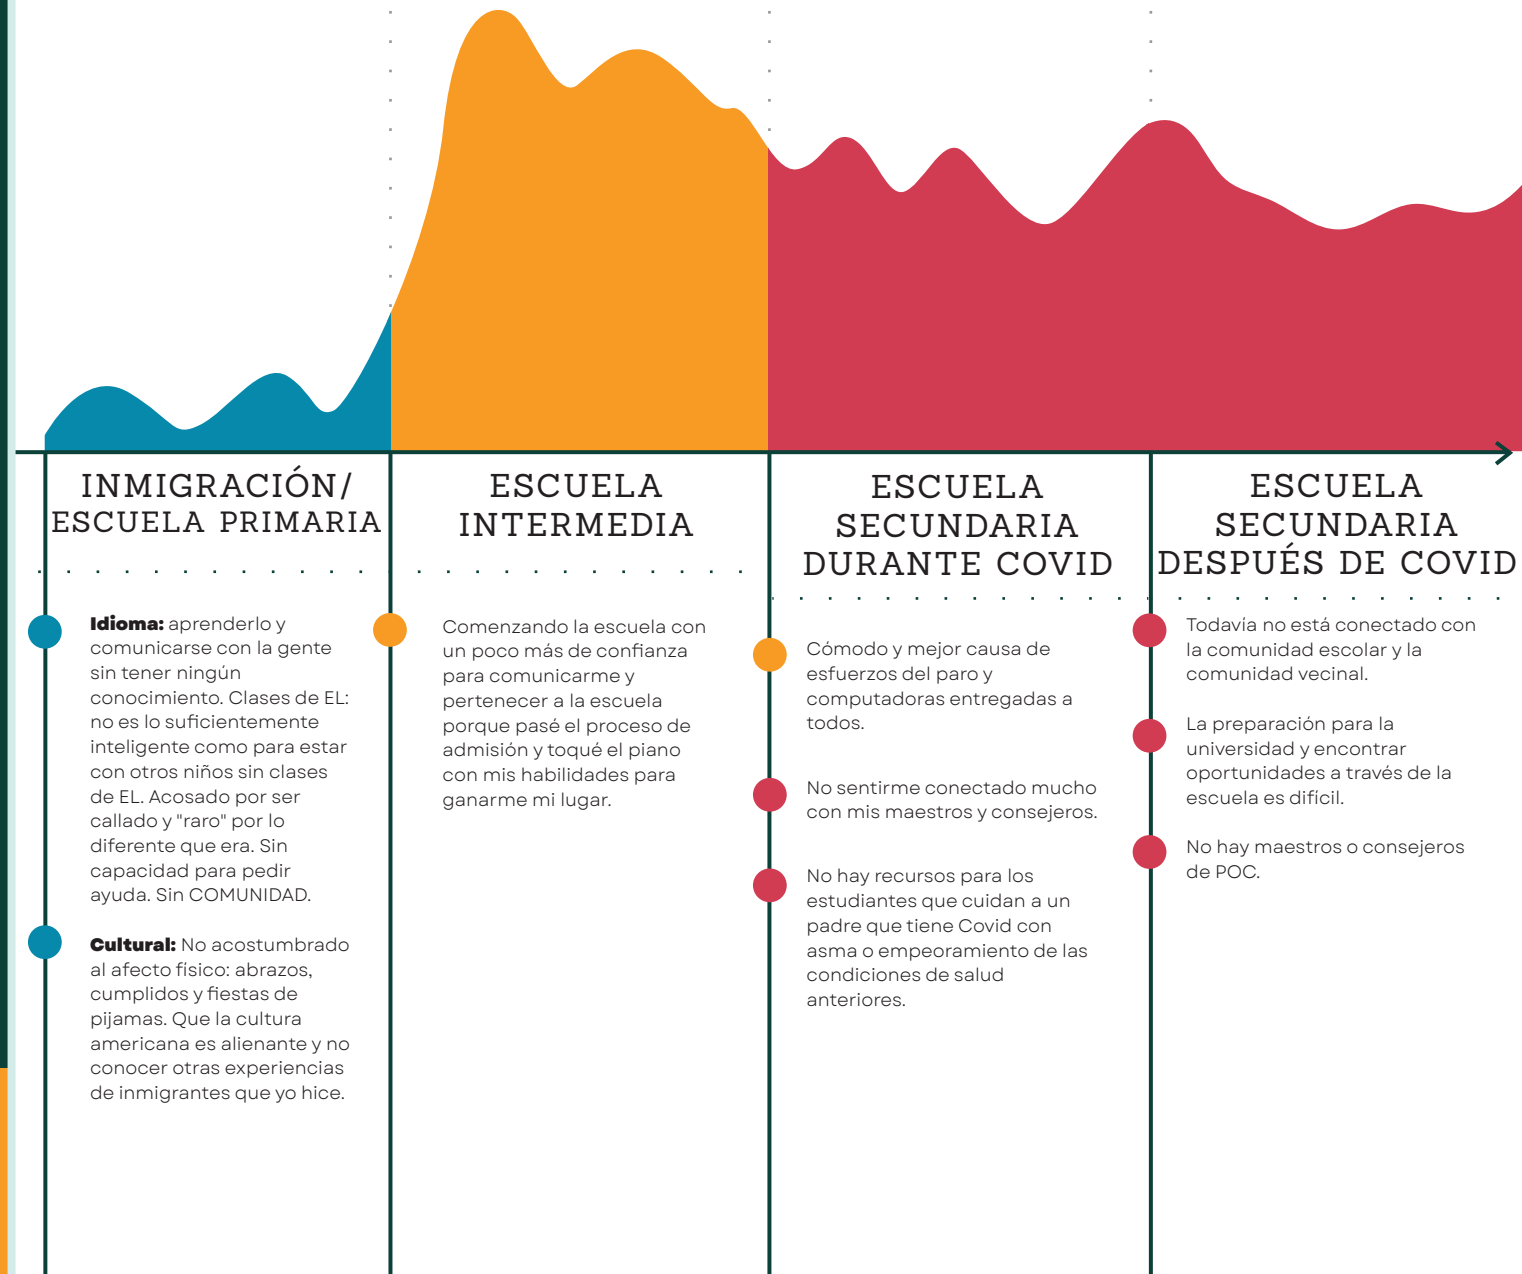 INMIGRACIÓN/
ESCUELA PRIMARIA
Idioma: aprenderlo y
comunicarse con la gente
sin tener ningún
conocimiento. Clases de EL:
no es lo suficientemente
inteligente como para estar
con otros niños sin clases
de EL. Acosado por ser
callado y "raro" por lo
diferente que era. Sin
capacidad para pedir
ayuda. Sin COMUNIDAD.
Cultural: No acostumbrado
al afecto físico: abrazos,
cumplidos y fiestas de
pijamas. Que la cultura
americana es alienante y no
conocer otras experiencias
de inmigrantes que yo hice.
ESCUELA
INTERMEDIA
Comenzando la escuela con
un poco más de confianza
para comunicarme y
pertenecer a la escuela
porque pasé el proceso de
admisión y toqué el piano
con mis habilidades para
ganarme mi lugar.
ESCUELA
SECUNDARIA
DURANTE COVID
Cómodo y mejor causa de
esfuerzos del paro y
computadoras entregadas a
todos.
No sentirme conectado mucho
con mis maestros y consejeros.
No hay recursos para los
estudiantes que cuidan a un
padre que tiene Covid con
asma o empeoramiento de las
condiciones de salud
anteriores.
ESCUELA
SECUNDARIA
DESPUÉS DE COVID
Todavía no está conectado con
la comunidad escolar y la
comunidad vecinal.
La preparación para la
universidad y encontrar
oportunidades a través de la
escuela es difícil.
No hay maestros o consejeros
de POC.